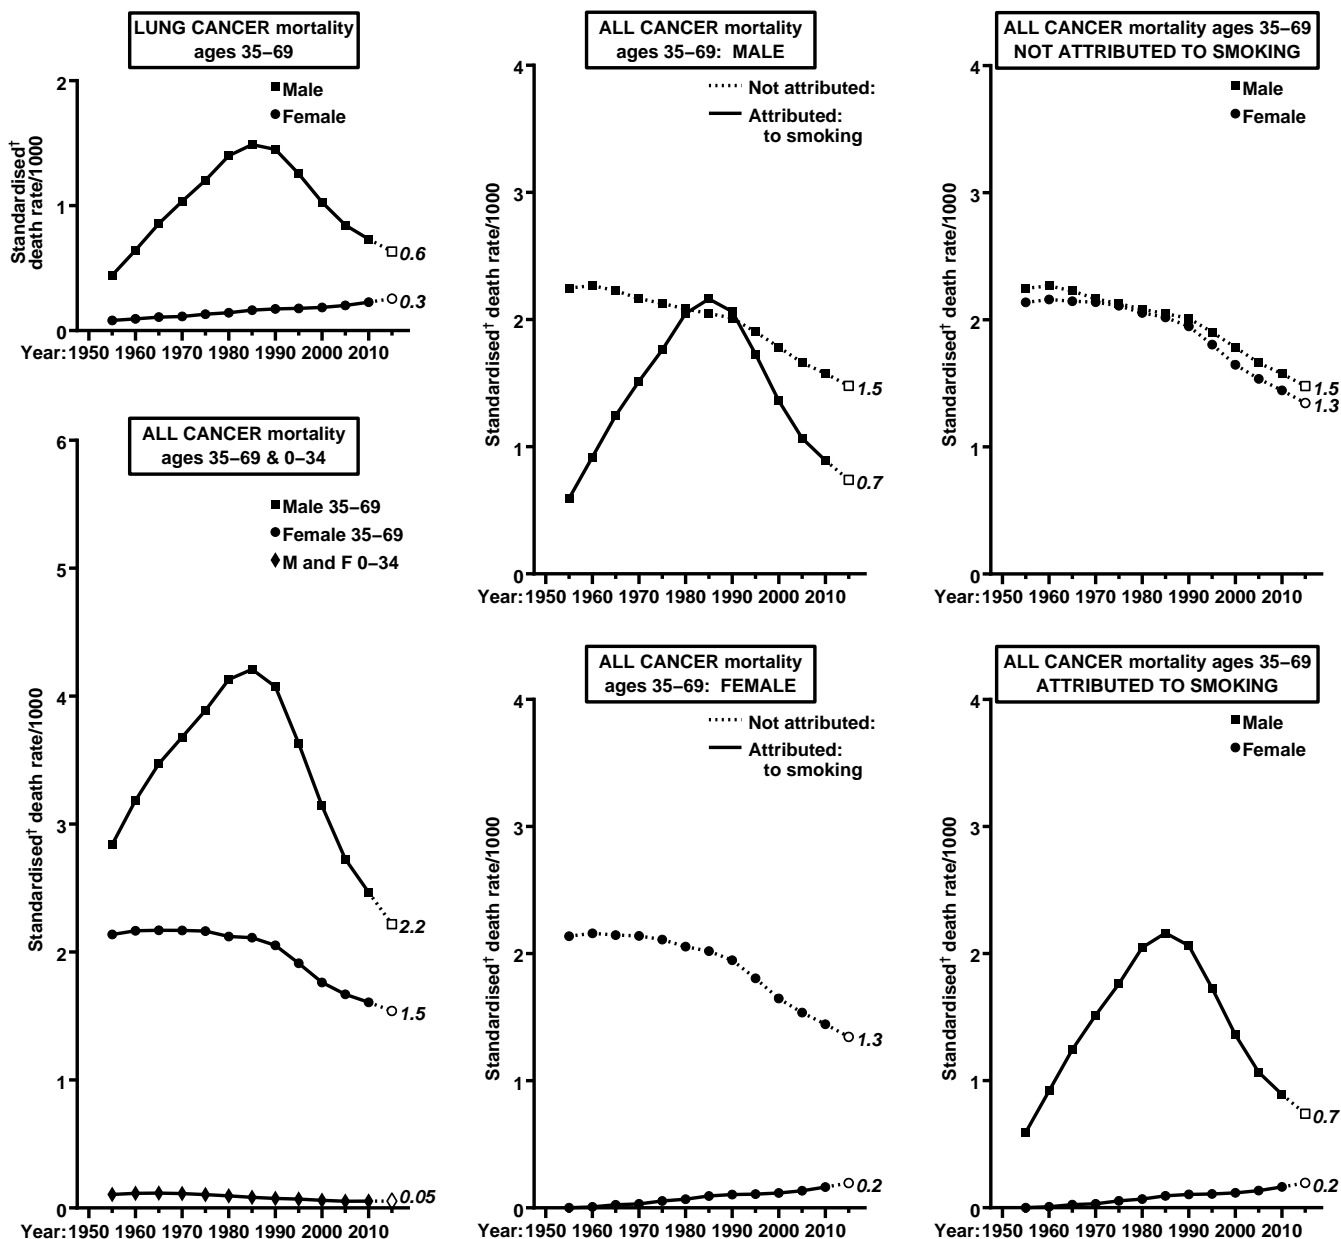 LUNG CANCER mortality
ages 35–69
2
1
0
Standardised†
death rate/1000
Male
Female
0.6
0.3
Year: 1950 1960 1970 1980 1990 2000 2010
ALL CANCER mortality
ages 35–69 & 0–34
6
5
4
3
2
1
0
Standardised† death rate/1000
Male 35–69
Female 35–69
M and F 0–34
2.2
1.5
0.05
Year: 1950 1960 1970 1980 1990 2000 2010
ALL CANCER mortality
ages 35–69: MALE
4
3
2
1
0
Standardised† death rate/1000
Not attributed:
Attributed:
to smoking
1.5
0.7
Year: 1950 1960 1970 1980 1990 2000 2010
ALL CANCER mortality
ages 35–69: FEMALE
4
3
2
1
0
Standardised† death rate/1000
Not attributed:
Attributed:
to smoking
1.3
0.2
Year: 1950 1960 1970 1980 1990 2000 2010
ALL CANCER mortality ages 35–69
NOT ATTRIBUTED TO SMOKING
4
3
2
1
0
Standardised† death rate/1000
Male
Female
1.5
1.3
Year: 1950 1960 1970 1980 1990 2000 2010
ALL CANCER mortality ages 35–69
ATTRIBUTED TO SMOKING
4
3
2
1
0
Standardised† death rate/1000
Male
Female
0.7
0.2
Year: 1950 1960 1970 1980 1990 2000 2010